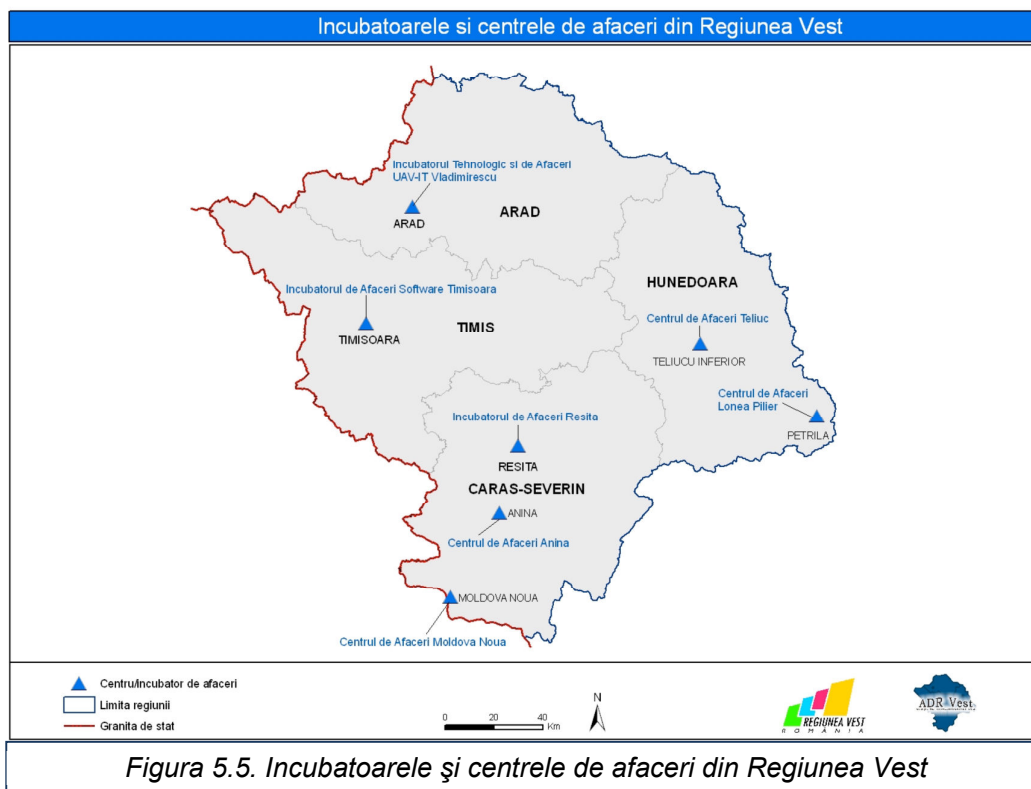 Incubatoarele si centrele de afaceri din Regiunea Vest
Incubatorul Tehnologic si de Afaceri
UAV-IT Vladimirescu
ARAD
ARAD
HUNEDOARA
Incubatorul de Afaceri Software Timisoara
TIMISOARA
TIMIS
Centrul de Afaceri Teliuc
TELIUCU INFERIOR
Centrul de Afaceri
Lonea Pilier
PETRILA
Incubatorul de Afaceri Resita
RESITA
CARAS-SEVERIN
ANINA
Centrul de Afaceri Anina
MOLDOVA NOUA
Centrul de Afaceri Moldova Noua
Centru/incubator de afaceri
Limita regiunii
Granita de stat
0 20 40
Km
N
REGIUNEA VEST
ROMÂNIA
ADR Vest
Figura 5.5. Incubatoarele şi centrele de afaceri din Regiunea Vest